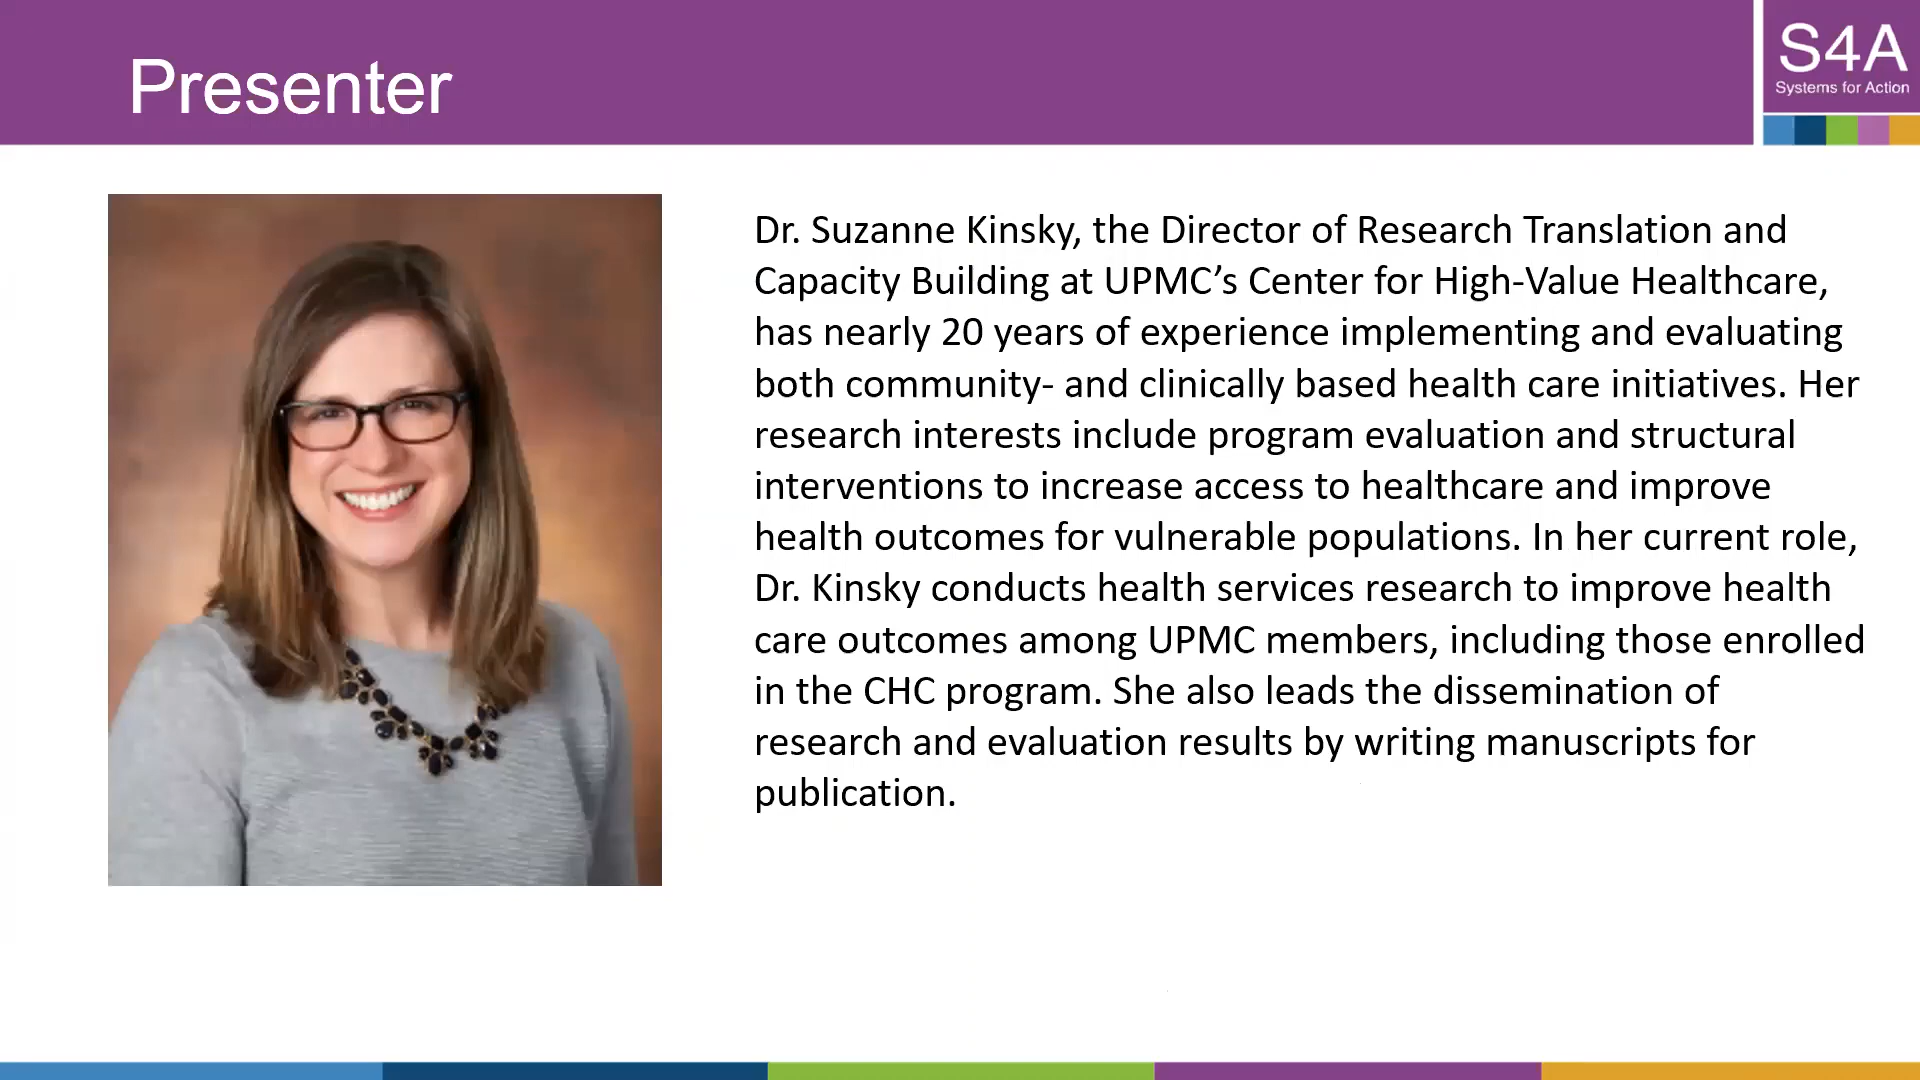 Presenter
S4A
Systems for Action
Dr. Suzanne Kinsky, the Director of Research Translation and
Capacity Building at UPMC’s Center for High-Value Healthcare,
has nearly 20 years of experience implementing and evaluating
both community- and clinically based health care initiatives. Her
research interests include program evaluation and structural
interventions to increase access to healthcare and improve
health outcomes for vulnerable populations. In her current role,
Dr. Kinsky conducts health services research to improve health
care outcomes among UPMC members, including those enrolled
in the CHC program. She also leads the dissemination of
research and evaluation results by writing manuscripts for
publication.